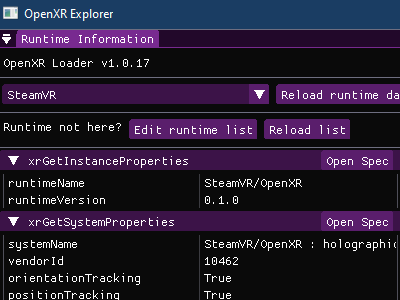 OpenXR Explorer
Runtime Information
OpenXR Loader v1.0.17
SteamVR Reload runtime da
Runtime not here? Edit runtime list Reload list
xrGetInstanceProperties Open Spec
runtimeName SteamVR/OpenXR
runtimeVersion 0.1.0
xrGetSystemProperties Open Spec
systemName SteamVR/OpenXR : holographic
vendorId 10462
orientationTracking True
positionTracking True